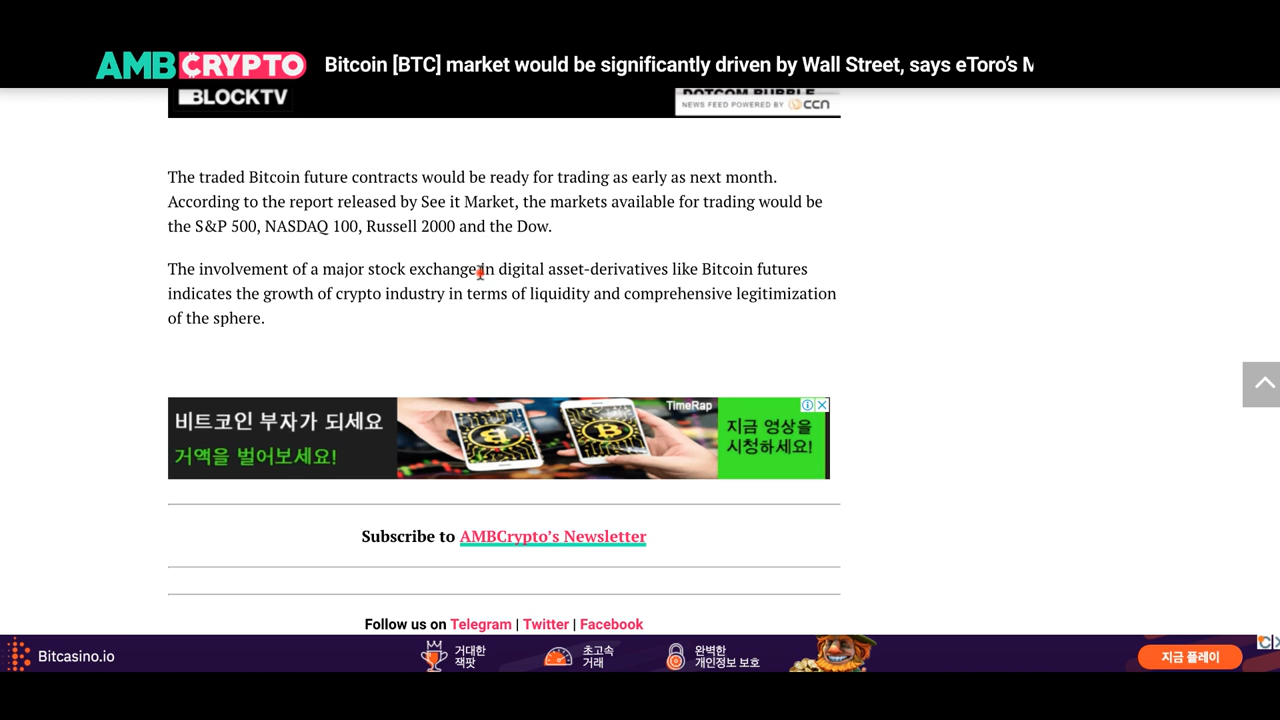 AMBCRYPTO Bitcoin [BTC] market would be significantly driven by Wall Street, says eToro’s M
BLOCKTV
DOTCOM BUBBLE
NEWS FEED POWERED BY CCN
The traded Bitcoin future contracts would be ready for trading as early as next month.
According to the report released by See it Market, the markets available for trading would be
the S&P 500, NASDAQ 100, Russell 2000 and the Dow.
The involvement of a major stock exchange in digital asset-derivatives like Bitcoin futures
indicates the growth of crypto industry in terms of liquidity and comprehensive legitimization
of the sphere.
비트코인 부자가 되세요
거액을 벌어보세요!
TimeRap
지금 영상을
시청하세요!
Subscribe to AMBCrypto’s Newsletter
Follow us on Telegram | Twitter | Facebook
Bitcasino.io
거대한
잭팟
초고속
거래
완벽한
개인정보 보호
지금 플레이